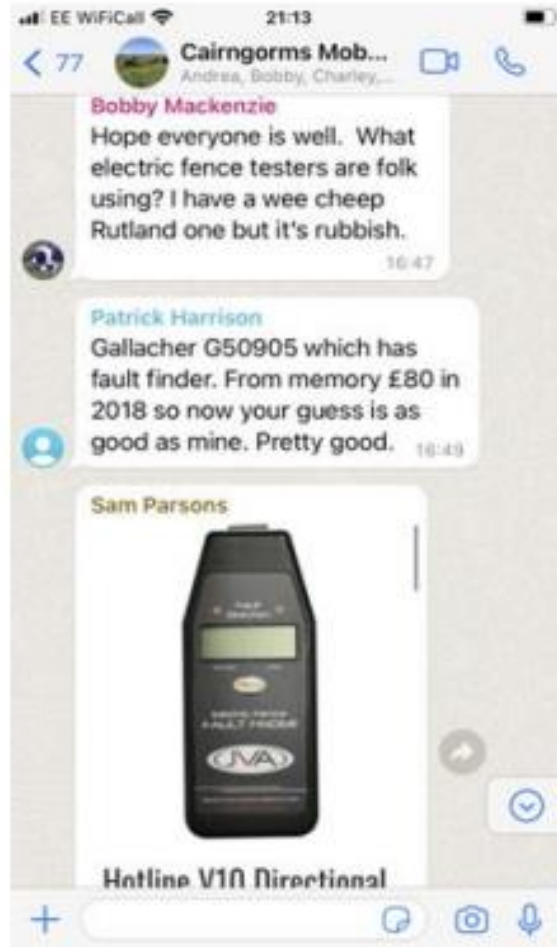 EE WiFiCall 21:13
77 Cairngorms Mob...
Andrea, Bobby, Charley,...
Bobby Mackenzie
Hope everyone is well. What
electric fence testers are folk
using? I have a wee cheep
Rutland one but it's rubbish.
16:47
Patrick Harrison
Gallacher G50905 which has
fault finder. From memory £80 in
2018 so now your guess is as
good as mine. Pretty good. 16:49
Sam Parsons
FAULT FINDER
JVA
Hotline V10 Directional